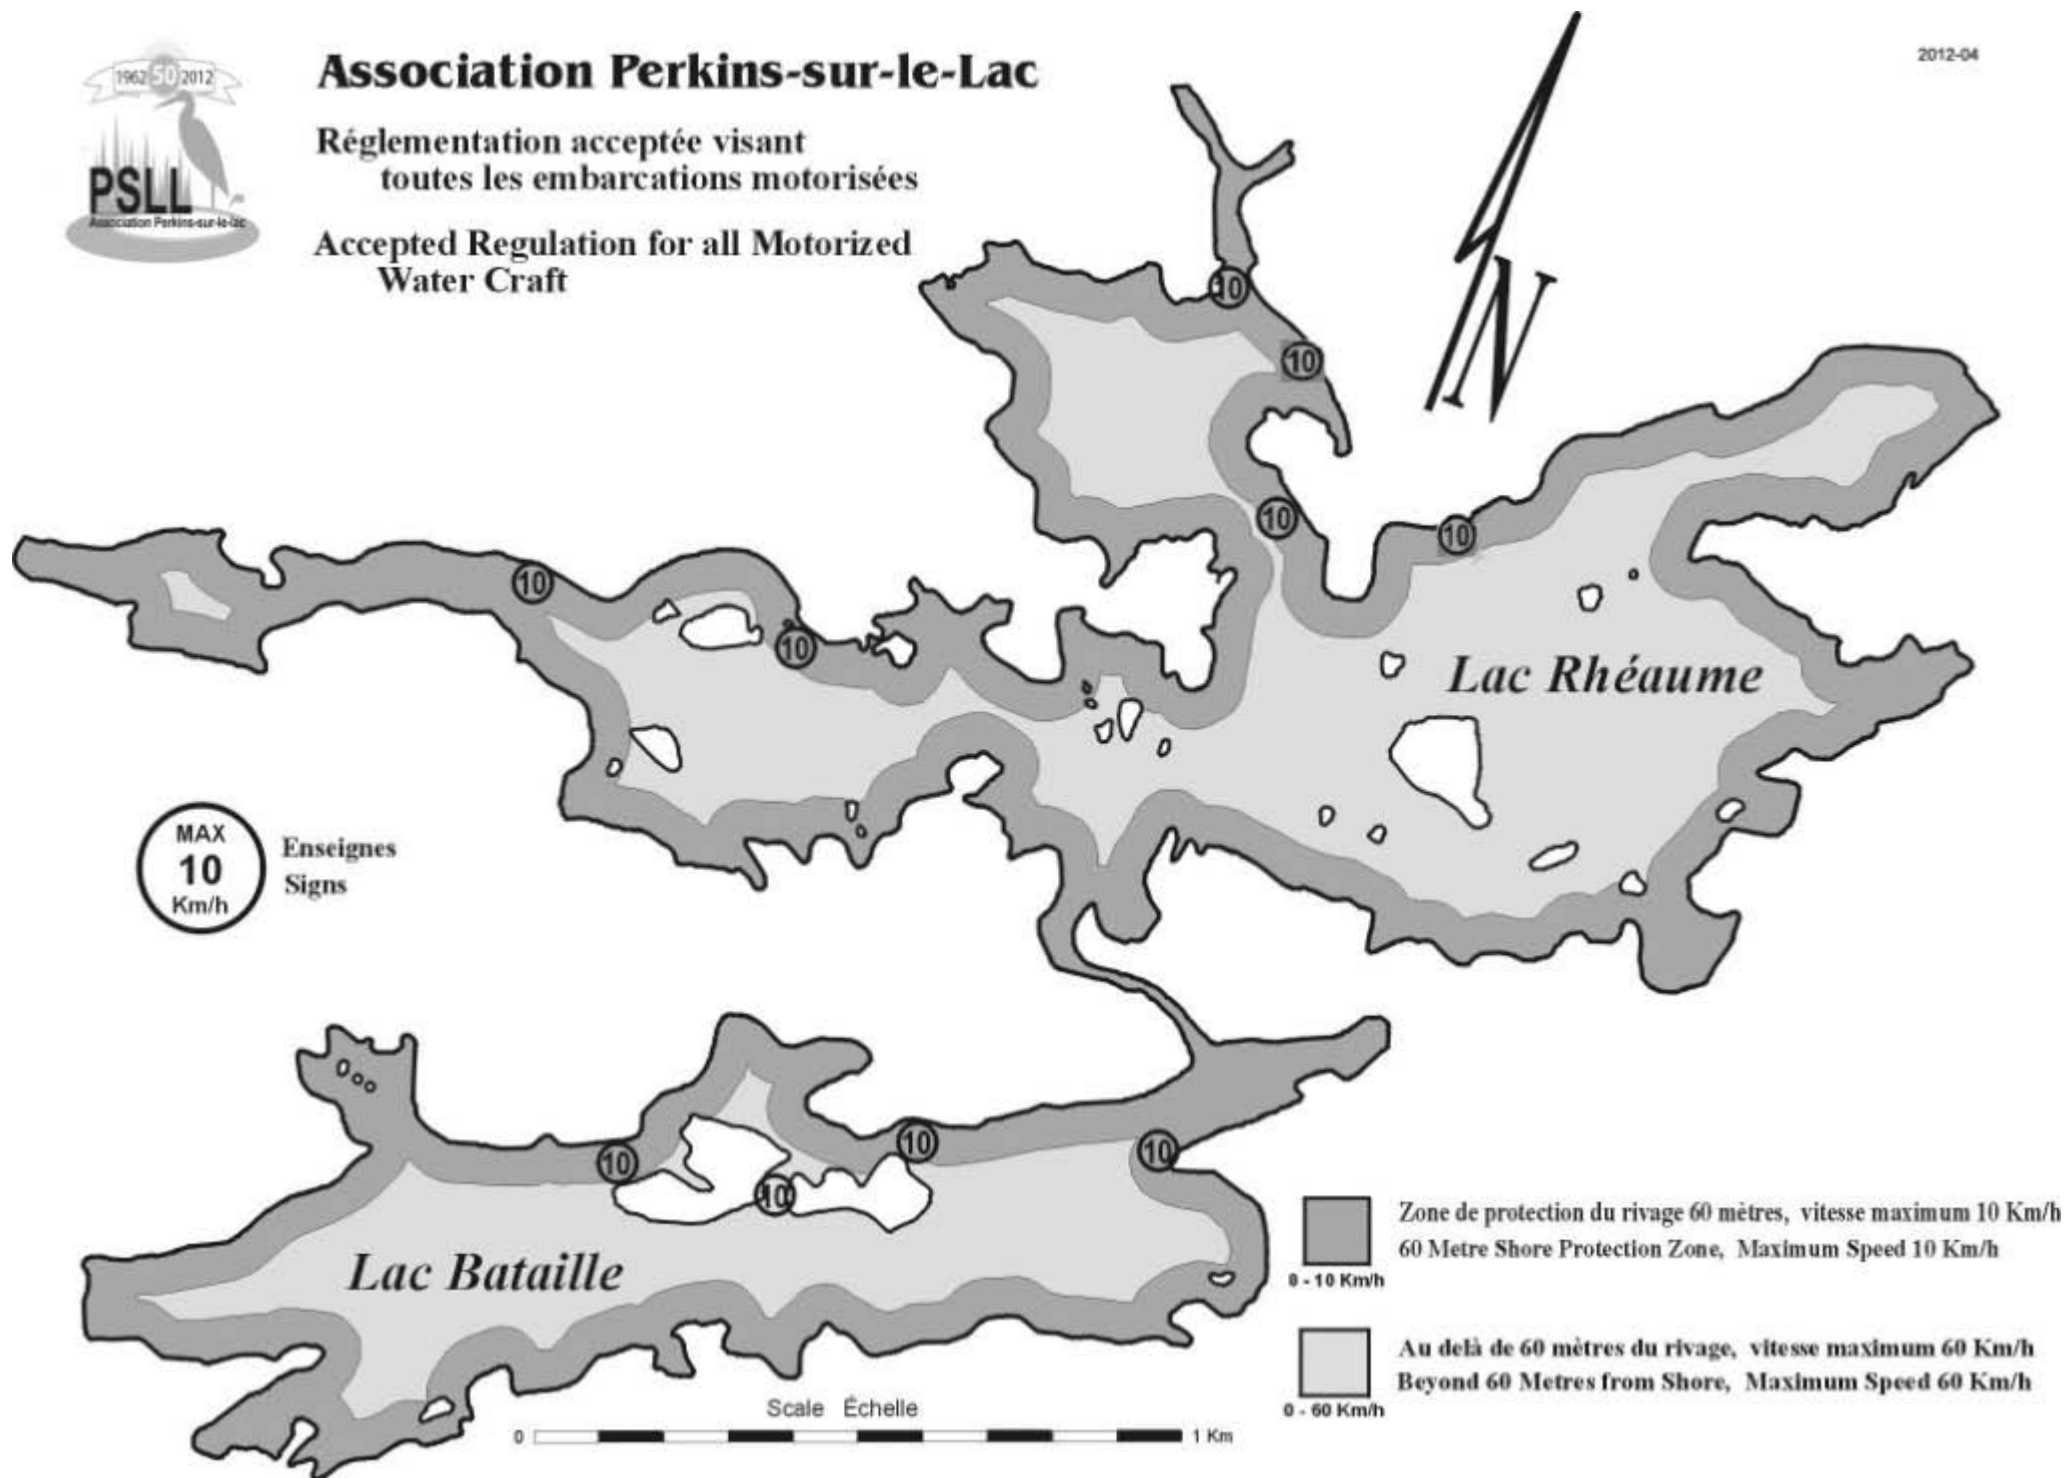 1962 50 2012
PSLL
Association Perkins-sur-le-lac
Association Perkins-sur-le-Lac
Réglementation acceptée visant
toutes les embarcations motorisées
Accepted Regulation for all Motorized
Water Craft
2012-04
N
10
10
10
10
10
10
Lac Rhéaume
MAX
10
Km/h
Enseignes
Signs
10
10
10
10
Lac Bataille
Zone de protection du rivage 60 mètres, vitesse maximum 10 Km/h
60 Metre Shore Protection Zone, Maximum Speed 10 Km/h
0 - 10 Km/h
Au delà de 60 mètres du rivage, vitesse maximum 60 Km/h
Beyond 60 Metres from Shore, Maximum Speed 60 Km/h
0 - 60 Km/h
Scale Échelle
0 1 Km